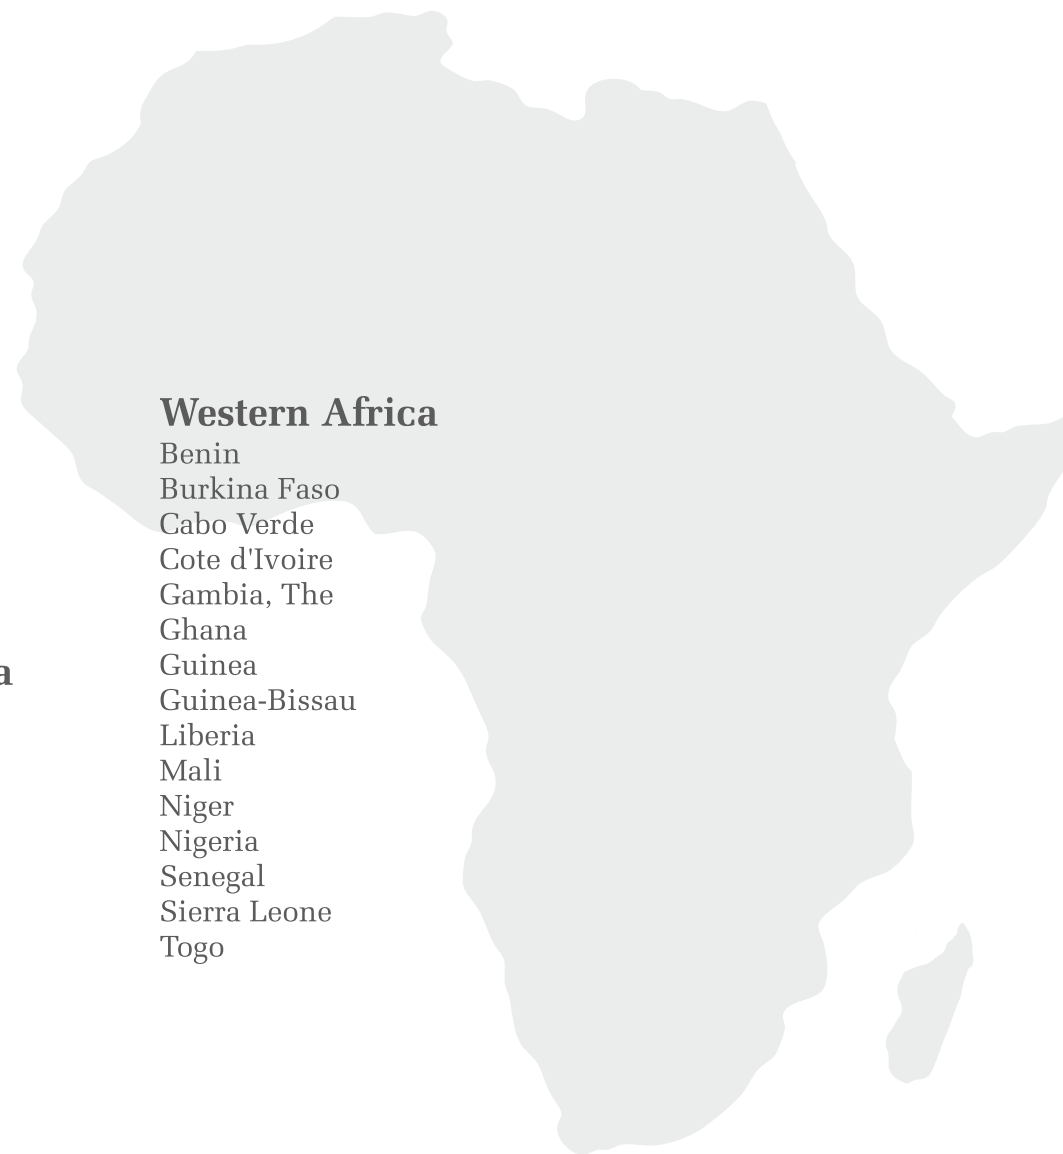 Western Africa
Benin
Burkina Faso
Cabo Verde
Cote d'Ivoire
Gambia, The
Ghana
Guinea
a
Guinea-Bissau
Liberia
Mali
Niger
Nigeria
Senegal
Sierra Leone
Togo